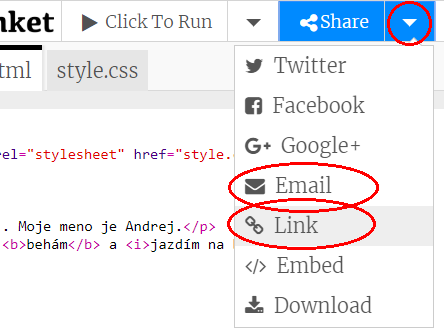 nket Click To Run Share
html style.css
Twitter
Facebook
G+ Google+
rel="stylesheet" href="style.
Email
. Moje meno je Andrej.</p>
Link
<b>behám</b> a <i>jazdím na
</> Embed
Download